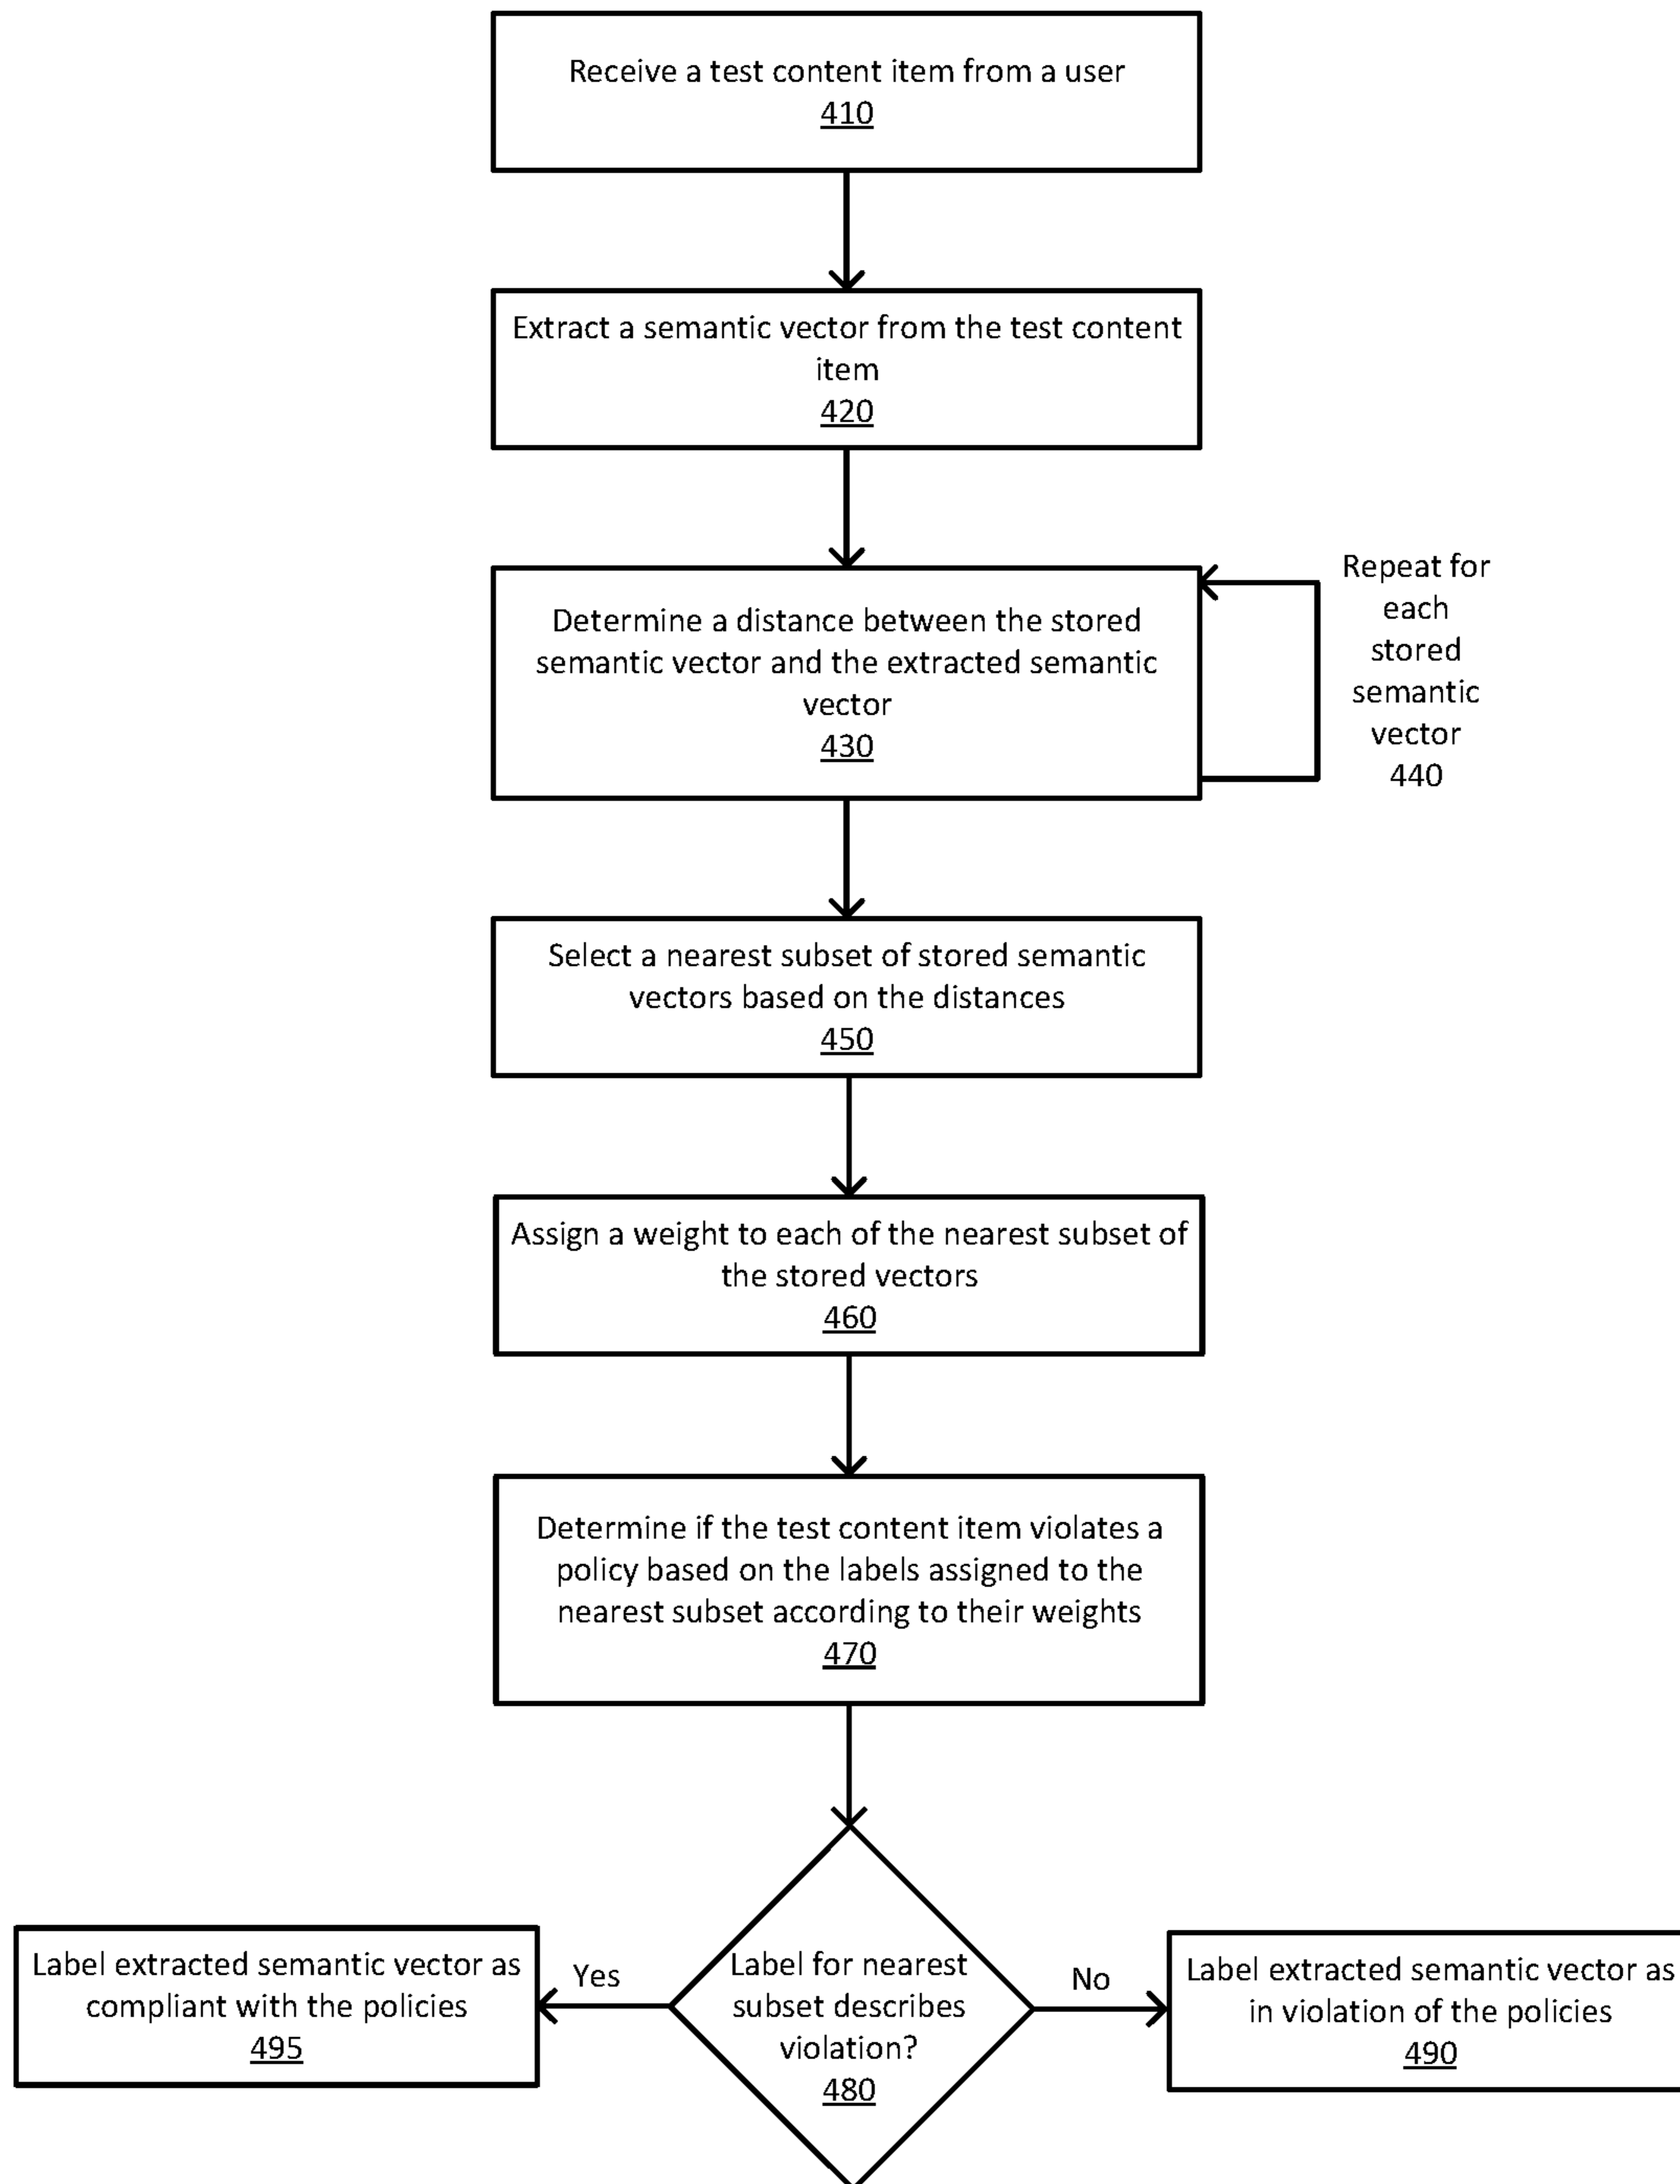 Receive a test content item from a user
410
Extract a semantic vector from the test content
item
420
Determine a distance between the stored
semantic vector and the extracted semantic
vector
430
Repeat for
each
stored
semantic
vector
440
Select a nearest subset of stored semantic
vectors based on the distances
450
Assign a weight to each of the nearest subset of
the stored vectors
460
Determine if the test content item violates a
policy based on the labels assigned to the
nearest subset according to their weights
470
Label extracted semantic vector as
compliant with the policies
495
Yes
Label for nearest
subset describes
violation?
480
No
Label extracted semantic vector as
in violation of the policies
490